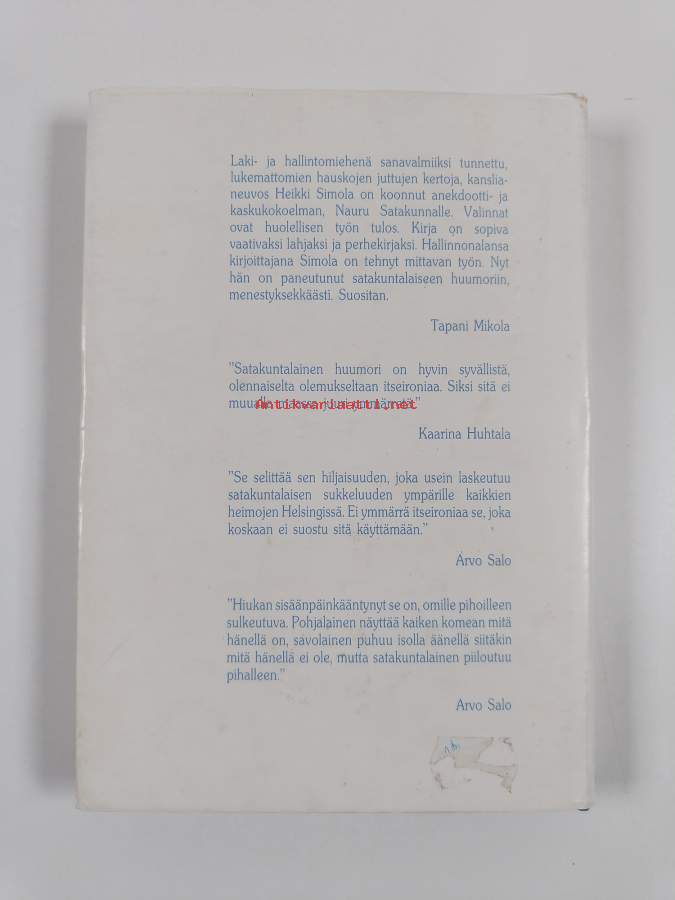 Laki- ja hallintomiehenä sanavalmiiksi tunnettu,
lukemattomien hauskojen juttujen kertoja, kanslia-
neuvos Heikki Simola on koonnut anekdootti- ja
kaskukokoelman, Nauru Satakunnalle. Valinnat
ovat huolellisen työn tulos. Kirja on sopiva
vaativaksi lahjaksi ja perhekirjaksi. Hallinnonalansa
kirjoittajana Simola on tehnyt mittavan työn. Nyt
hän on paneutunut satakuntalaiseen huumoriin,
menestyksekkäästi. Suositan.
Tapani Mikola
"Satakuntalainen huumori on hyvin syvällistä,
olennaiselta olemukseltaan itseironiaa. Siksi sitä ei
muualla maassa juuri ymmärretä."
Antikvariaatti.net
Kaarina Huhtala
"Se selittää sen hiljaisuuden, joka usein laskeutuu
satakuntalaisen sukkeluuden ympärille kaikkien
heimojen Helsingissä. Ei ymmärrä itseironiaa se, joka
koskaan ei suostu sitä käyttämään."
Arvo Salo
"Hiukan sisäänpäinkääntynyt se on, omille pihoilleen
sulkeutuva. Pohjalainen näyttää kaiken komean mitä
hänellä on, savolainen puhuu isolla äänellä siitäkin
mitä hänellä ei ole, mutta satakuntalainen piiloutuu
pihalleen."
Arvo Salo